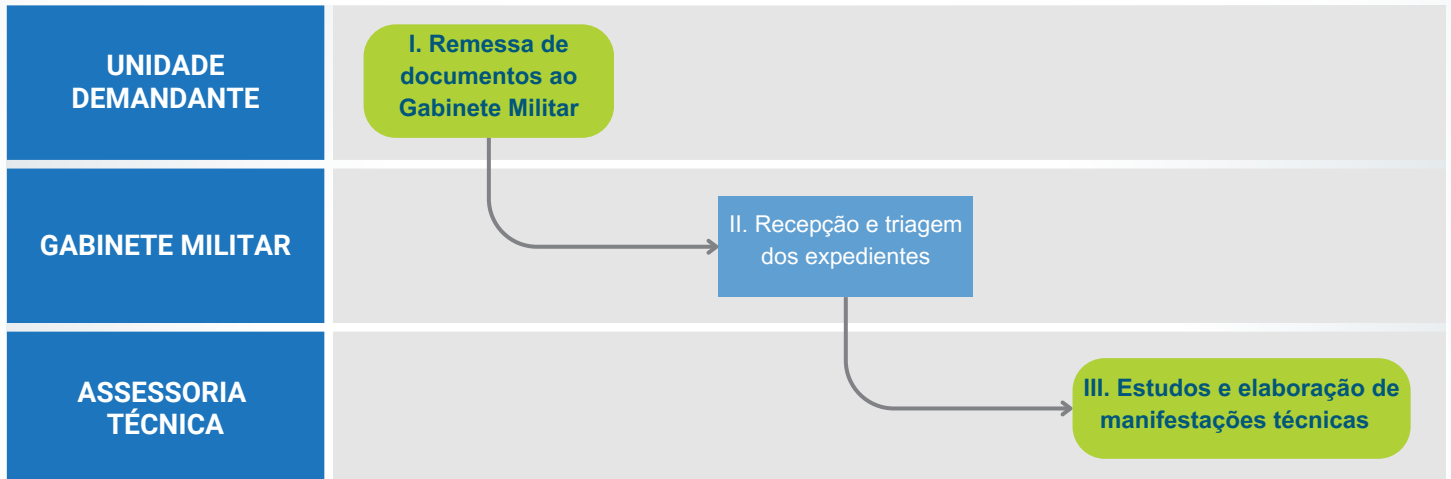 UNIDADE
DEMANDANTE
I. Remessa de
documentos ao
Gabinete Militar
GABINETE MILITAR
II. Recepção e triagem
dos expedientes
ASSESSORIA
TÉCNICA
III. Estudos e elaboração de
manifestações técnicas